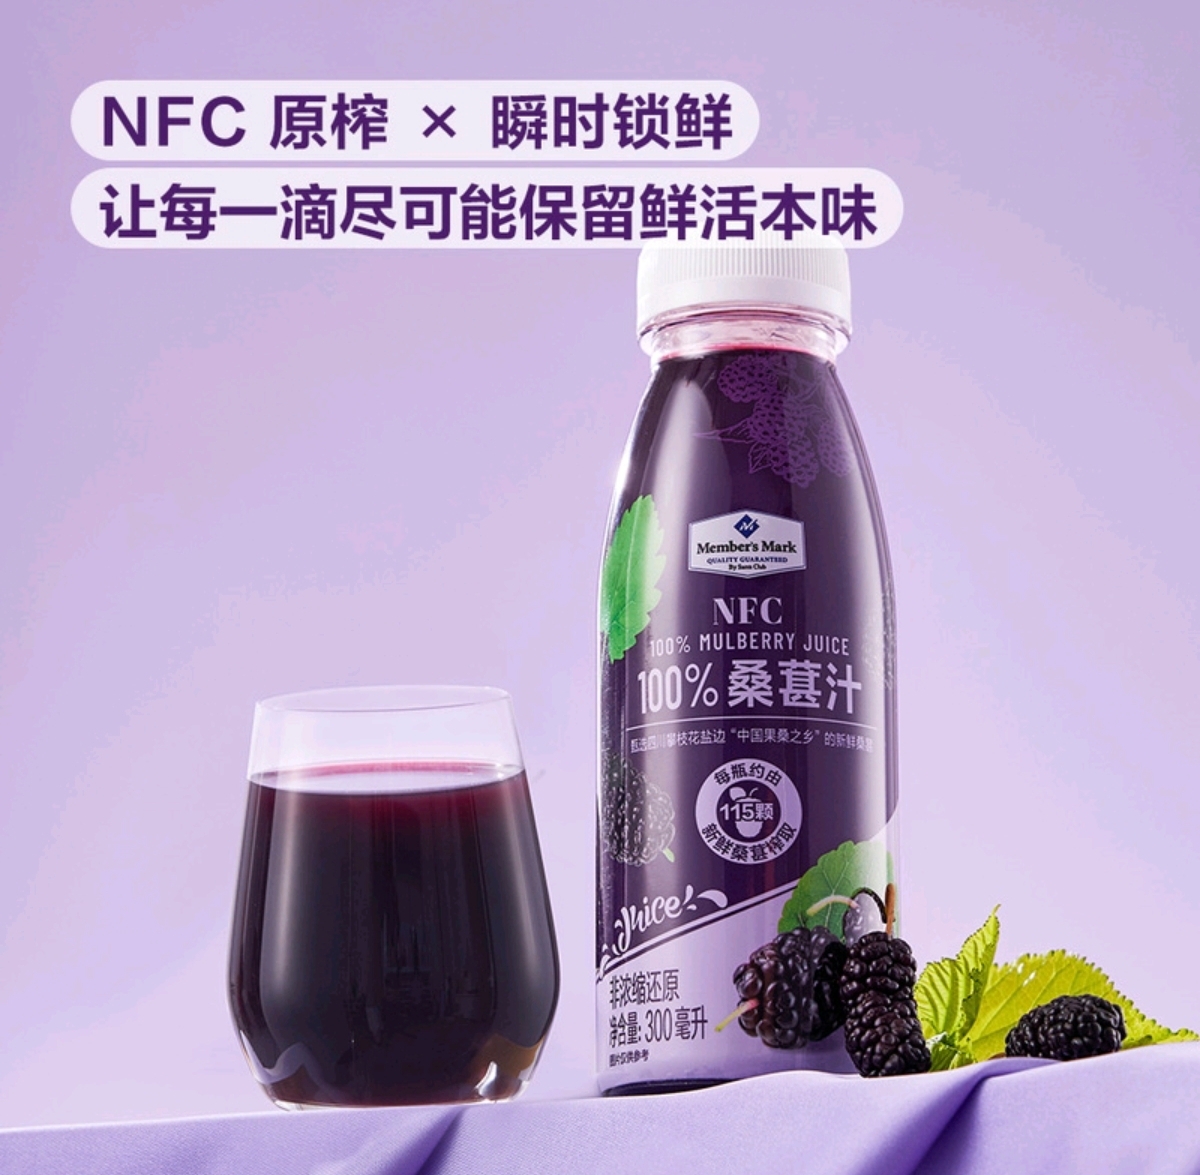 NFC 原榨 × 瞬时锁鲜
让每一滴尽可能保留鲜活本味
Member's Mark
QUALITY GUARANTEED
By Sam's Club
NFC
100% MULBERRY JUICE
100%桑葚汁
甄选四川攀枝花盐边“中国果桑之乡”的新鲜桑葚
每瓶约由
115颗
新鲜桑葚榨取
Juice!
非浓缩还原
净含量:300毫升
图片仅供参考